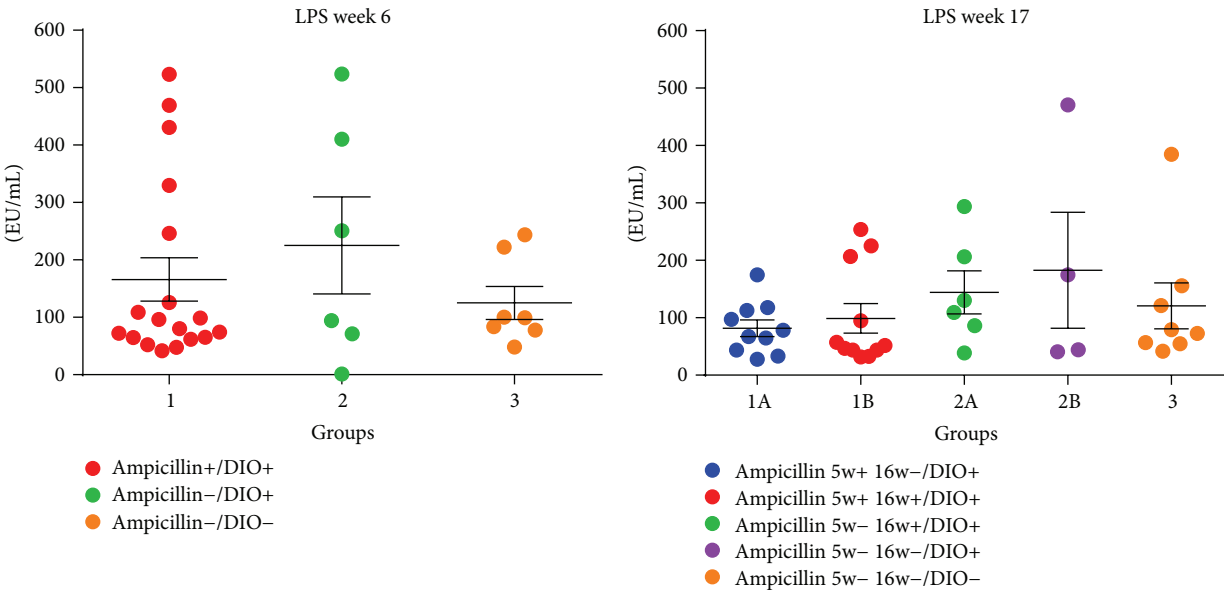 LPS week 6
600
500
400
300
200
100
0
(EU/mL)
1 2 3
Groups
Ampicillin+/DIO+
Ampicillin−/DIO+
Ampicillin−/DIO−
LPS week 17
600
500
400
300
200
100
0
(EU/mL)
1A 1B 2A 2B 3
Groups
Ampicillin 5w+ 16w−/DIO+
Ampicillin 5w+ 16w+/DIO+
Ampicillin 5w− 16w+/DIO+
Ampicillin 5w− 16w−/DIO+
Ampicillin 5w− 16w−/DIO−